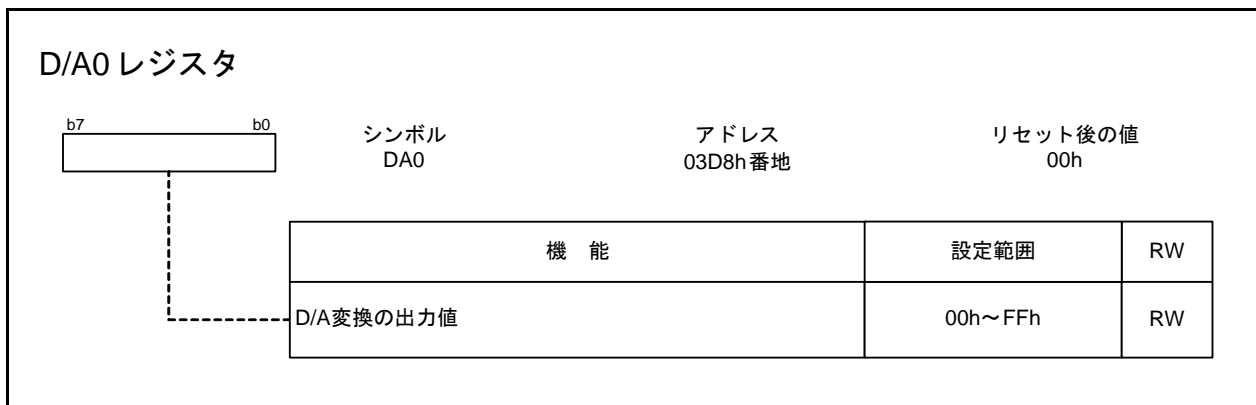 D/A0 レジスタ
b7 b0 シンボル アドレス リセット後の値
DA0 03D8h番地 00h
機 能 設定範囲 RW
D/A変換の出力値 00h～FFh RW